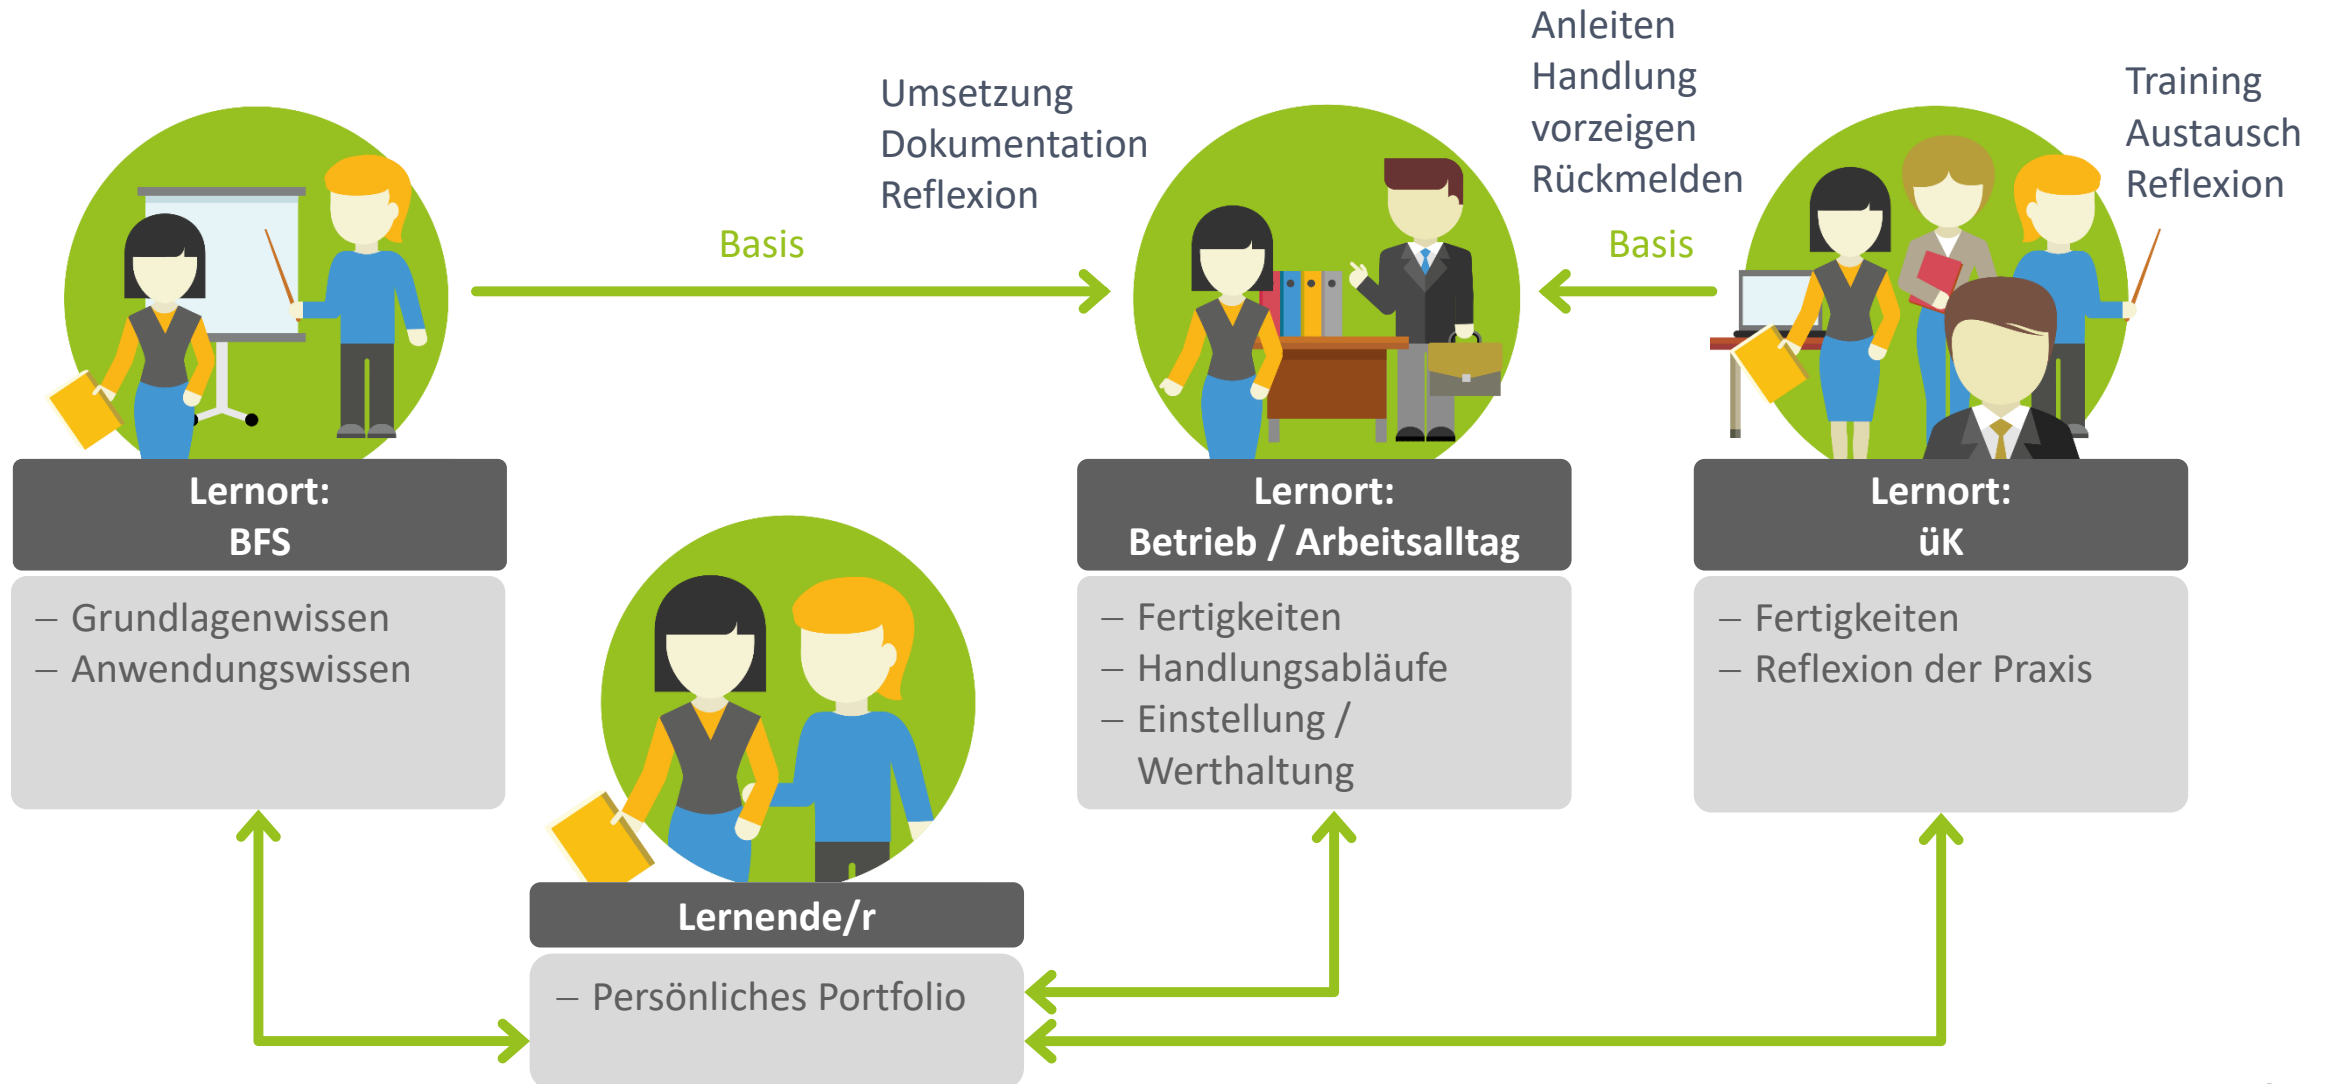 Umsetzung
Dokumentation
Reflexion
Anleiten
Handlung
vorzeigen
Rückmelden
Training
Austausch
Reflexion
Basis
Basis
Lernort:
BFS
– Grundlagenwissen
– Anwendungswissen
Lernort:
Betrieb / Arbeitsalltag
– Fertigkeiten
– Handlungsabläufe
– Einstellung /
Werthaltung
Lernort:
üK
– Fertigkeiten
– Reflexion der Praxis
Lernende/r
– Persönliches Portfolio